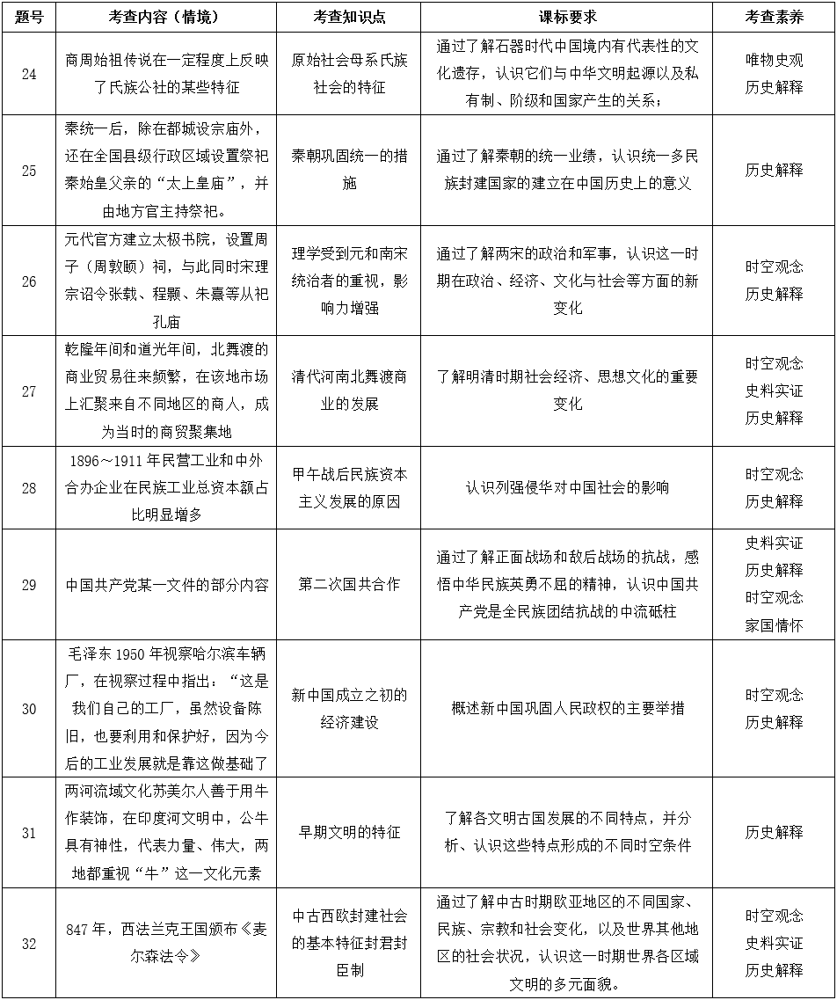 题号 考查内容（情境） 考查知识点 课标要求 考查素养
24
商周始祖传说在一定程度上反映
了氏族公社的某些特征
原始社会母系氏族
社会的特征
通过了解石器时代中国境内有代表性的文
化遗存，认识它们与中华文明起源以及私
有制、阶级和国家产生的关系；
唯物史观
历史解释
25
秦统一后，除在都城设宗庙外，
还在全国县级行政区域设置祭祀
秦始皇父亲的“太上皇庙”，并
由地方官主持祭祀。
秦朝巩固统一的措
施
通过了解秦朝的统一业绩，认识统一多民
族封建国家的建立在中国历史上的意义
历史解释
26
元代官方建立太极书院，设置周
子（周敦颐）祠，与此同时宋理
宗诏令张载、程颢、朱熹等从祀
孔庙
理学受到元和南宋
统治者的重视，影
响力增强
通过了解两宋的政治和军事，认识这一时
期在政治、经济、文化与社会等方面的新
变化
时空观念
历史解释
27
乾隆年间和道光年间，北舞渡的
商业贸易往来频繁，在该地市场
上汇聚来自不同地区的商人，成
为当时的商贸聚集地
清代河南北舞渡商
业的发展
了解明清时期社会经济、思想文化的重要
变化
时空观念
史料实证
历史解释
28
1896～1911年民营工业和中外
合办企业在民族工业总资本额占
比明显增多
甲午战后民族资本
主义发展的原因
认识列强侵华对中国社会的影响
时空观念
历史解释
29
中国共产党某一文件的部分内容
第二次国共合作
通过了解正面战场和敌后战场的抗战，感
悟中华民族英勇不屈的精神，认识中国共
产党是全民族团结抗战的中流砥柱
史料实证
历史解释
时空观念
家国情怀
30
毛泽东1950年视察哈尔滨车辆
厂，在视察过程中指出：“这是
我们自己的工厂，虽然设备陈
旧，也要利用和保护好，因为今
后的工业发展就是靠这做基础了
新中国成立之初的
经济建设
概述新中国巩固人民政权的主要举措
时空观念
历史解释
31
两河流域文化苏美尔人善于用牛
作装饰，在印度河文明中，公牛
具有神性，代表力量、伟大，两
地都重视“牛”这一文化元素
早期文明的特征
了解各文明古国发展的不同特点，并分
析、认识这些特点形成的不同时空条件
历史解释
32
847年，西法兰克王国颁布《麦
尔森法令》
中古西欧封建社会
的基本特征封君封
臣制
通过了解中古时期欧亚地区的不同国家、
民族、宗教和社会变化，以及世界其他地
区的社会状况，认识这一时期世界各区域
文明的多元面貌。
时空观念
史料实证
历史解释